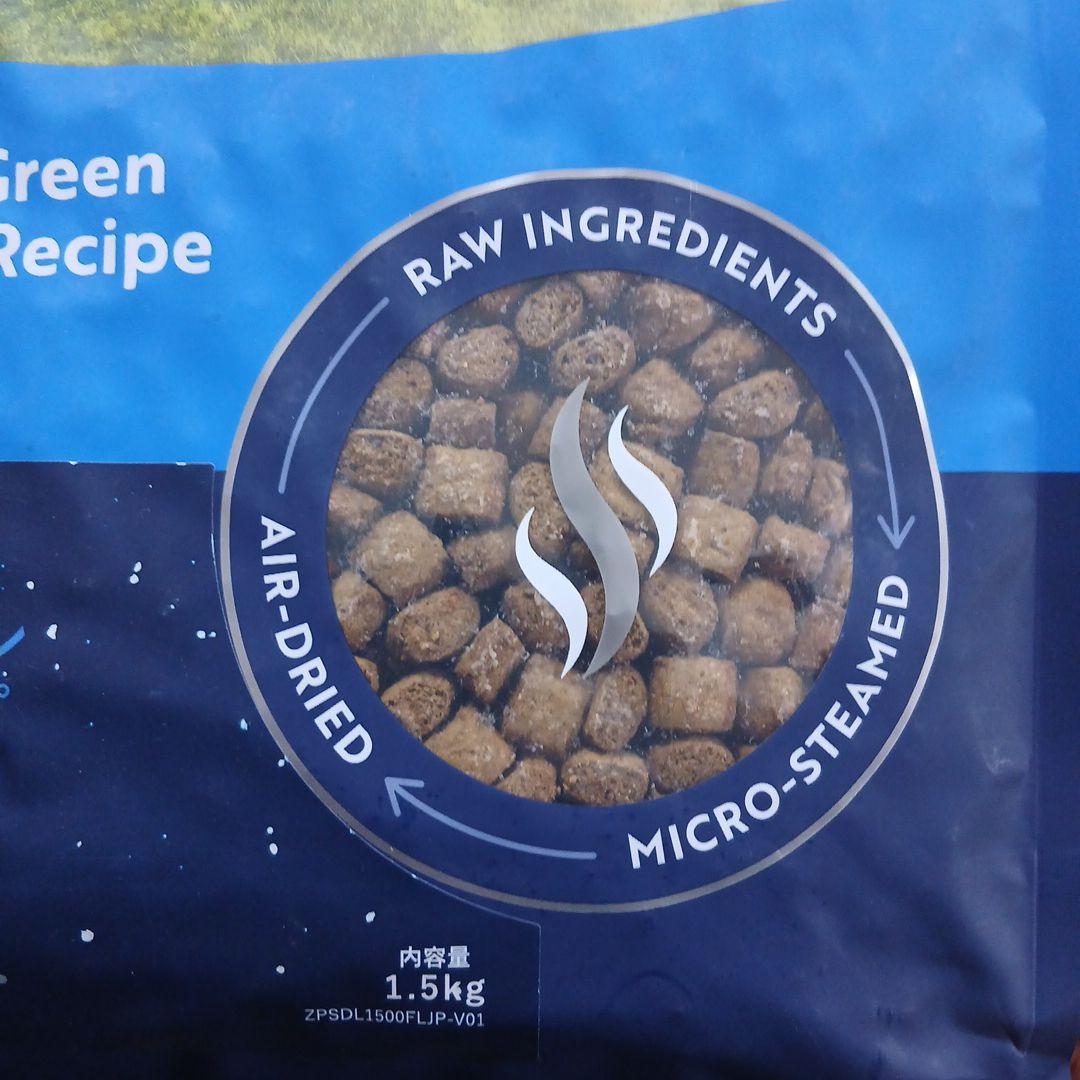 Green
Recipe
RAW INGREDIENTS
MICRO-STEAMED
AIR-DRIED
内容量
1.5kg
ZPSDL1500FLJP-V01